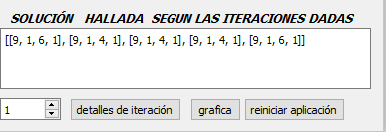 SOLUCIÓN HALLADA SEGUN LAS ITERACIONES DADAS
[[9, 1, 6, 1], [9, 1, 4, 1], [9, 1, 4, 1], [9, 1, 4, 1], [9, 1, 6, 1]]
1 detalles de iteración grafica reiniciar aplicación